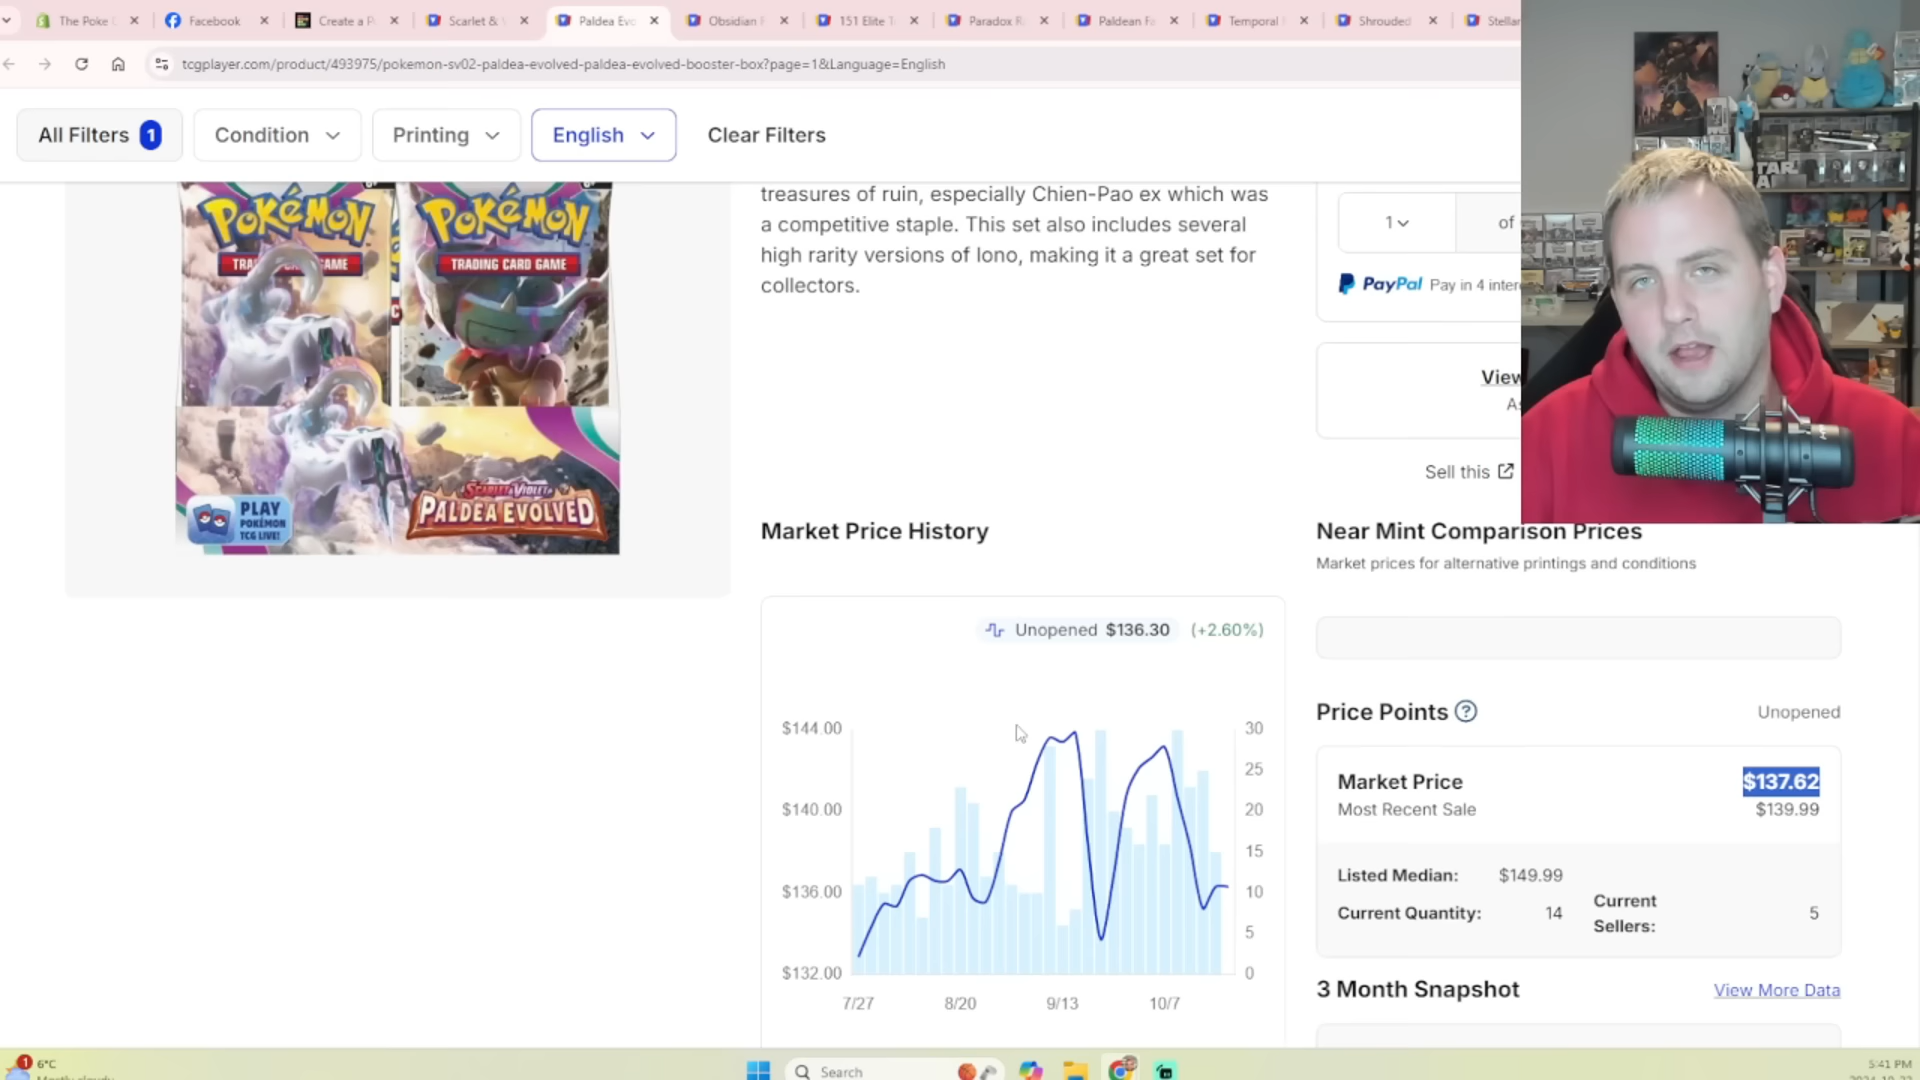 The Poke
Facebook
Create a P
Scarlet &
Paldea Evo
Obsidian F
151 Elite T
Paradox R
Paldean Fa
Temporal
Shrouded
Stellar
tcgplayer.com/product/493975/pokemon-sv02-paldea-evolved-paldea-evolved-booster-box?page=1&Language=English
All Filters 1
Condition
Printing
English
Clear Filters
POKéMON
POKéMON
TRADING CARD GAME
PLAY
POKÉMON
TCG LIVE!
SCARLET & VIOLET
PALDEA EVOLVED
treasures of ruin, especially Chien-Pao ex which was
a competitive staple. This set also includes several
high rarity versions of Iono, making it a great set for
collectors.
1 of
PayPal Pay in 4 inter
View
As
Sell this
STAR
Market Price History
Unopened $136.30 (+2.60%)
$144.00
$140.00
$136.00
$132.00
30
25
20
15
10
5
0
7/27
8/20
9/13
10/7
Near Mint Comparison Prices
Market prices for alternative printings and conditions
Price Points ?
Unopened
Market Price $137.62
Most Recent Sale $139.99
Listed Median: $149.99
Current Quantity: 14
Current
Sellers: 5
3 Month Snapshot
View More Data
1
6°C
Mostly cloudy
Search
5:41 PM